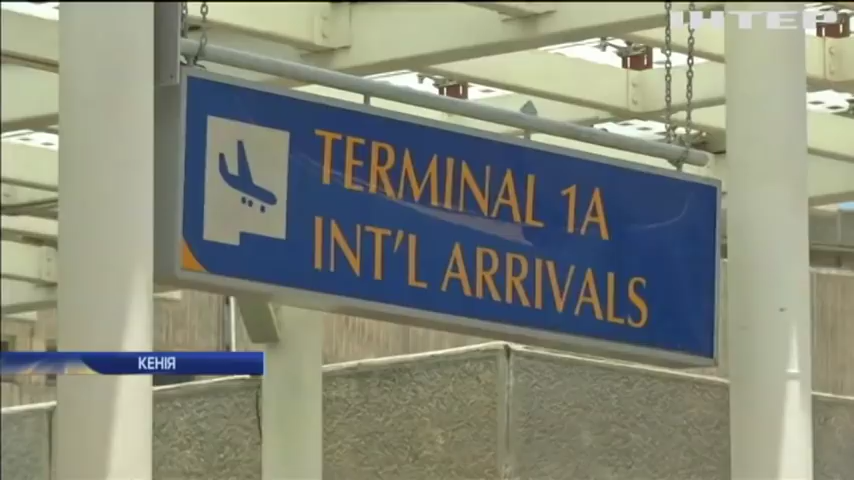 ІНТЕР
TERMINAL 1A
INT'L ARRIVALS
КЕНІЯ